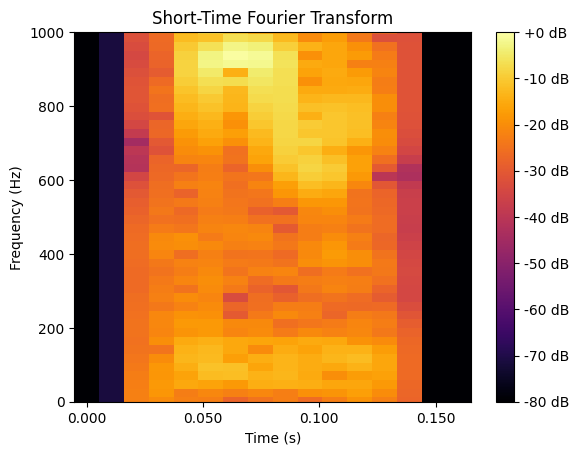 Short-Time Fourier Transform
1000
800
600
400
200
0
Frequency (Hz)
0.000
0.050
0.100
0.150
Time (s)
+0 dB
-10 dB
-20 dB
-30 dB
-40 dB
-50 dB
-60 dB
-70 dB
-80 dB